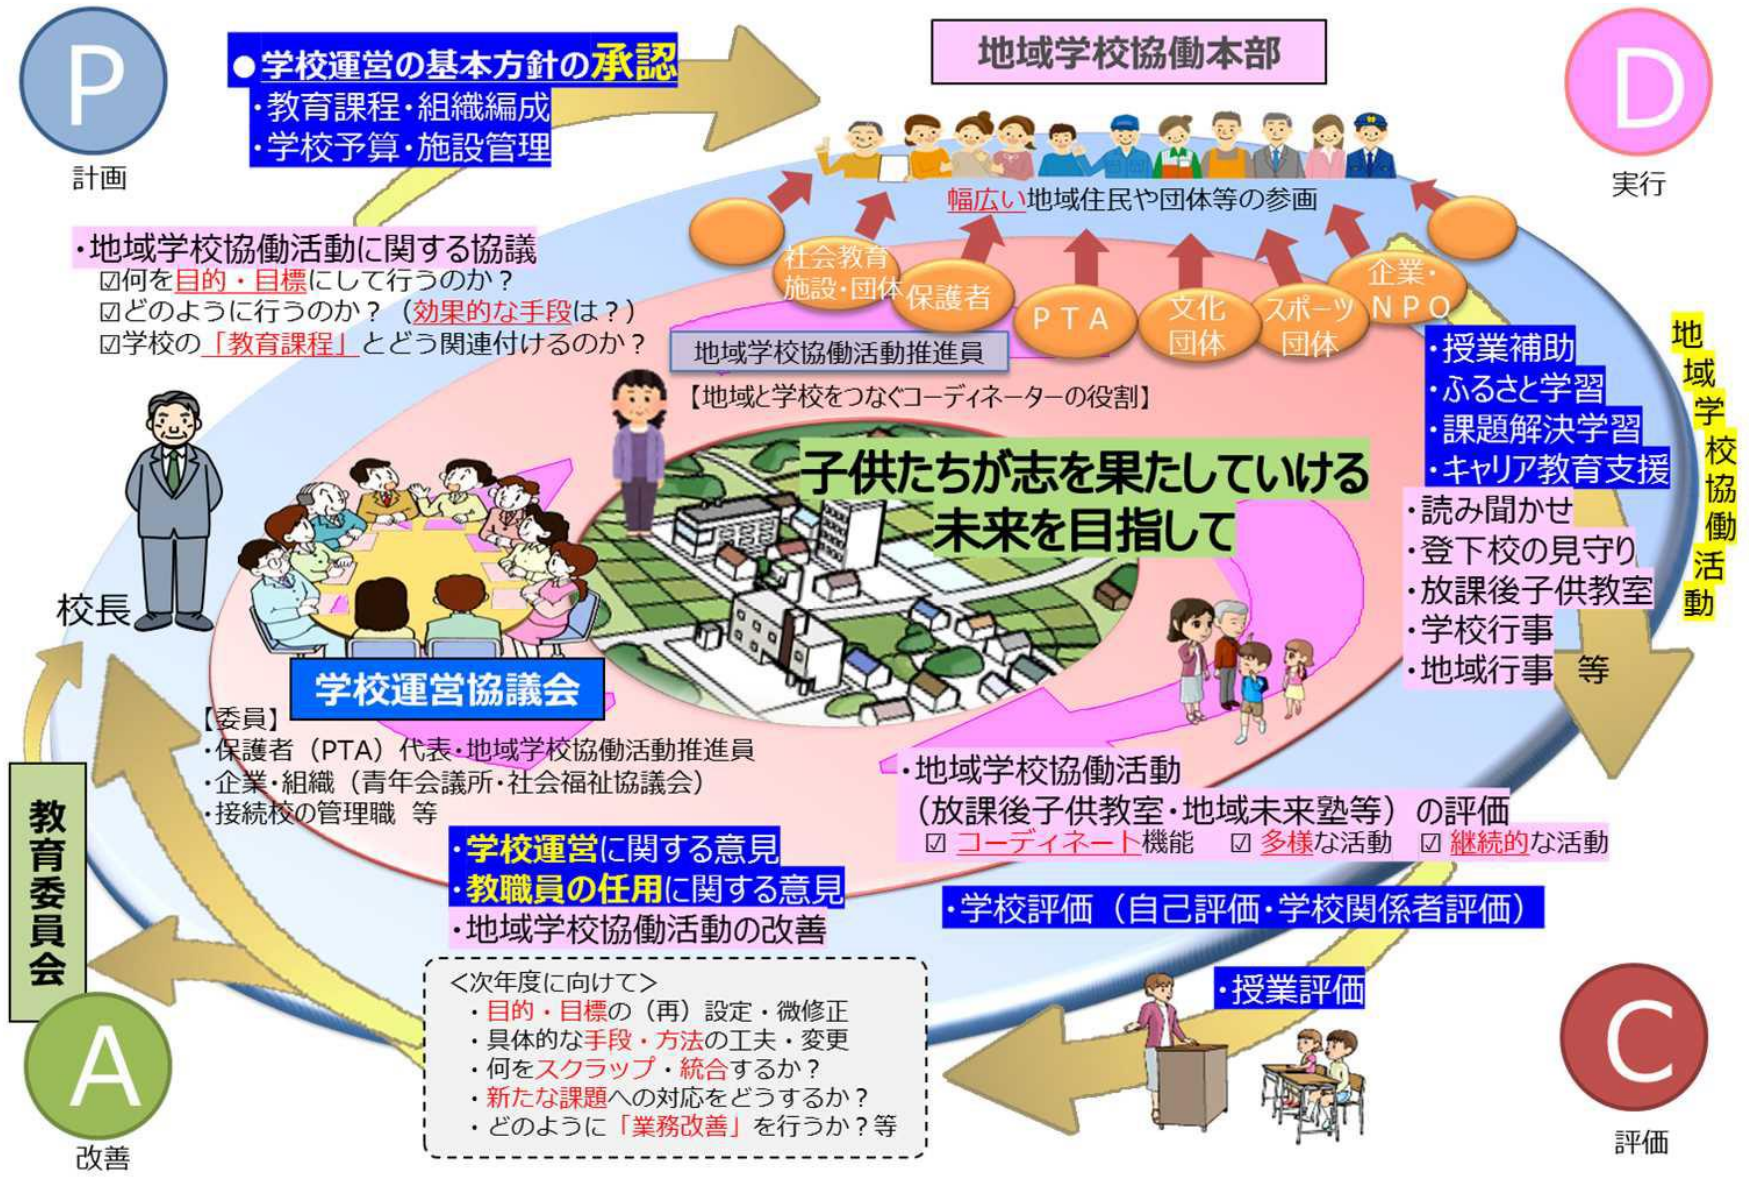 P
計画
●学校運営の基本方針の承認
・教育課程・組織編成
・学校予算・施設管理
地域学校協働本部
D
実行
幅広い地域住民や団体等の参画
・地域学校協働活動に関する協議
☑何を目的・目標にして行うのか？
☑どのように行うのか？（効果的な手段は？）
☑学校の「教育課程」とどう関連付けるのか？
社会教育
施設・団体
保護者
ＰＴＡ
文化
団体
スポーツ
団体
企業・
ＮＰＯ
地域学校協働活動推進員
【地域と学校をつなぐコーディネーターの役割】
・授業補助
・ふるさと学習
・課題解決学習
・キャリア教育支援
・読み聞かせ
・登下校の見守り
・放課後子供教室
・学校行事
・地域行事　等
地域学校協働活動
子供たちが志を果たしていける
未来を目指して
校長
学校運営協議会
【委員】
・保護者（PTA）代表・地域学校協働活動推進員
・企業・組織（青年会議所・社会福祉協議会）
・接続校の管理職　等
・地域学校協働活動
（放課後子供教室・地域未来塾等）の評価
☑ コーディネート機能　☑ 多様な活動　☑ 継続的な活動
教育委員会
・学校運営に関する意見
・教職員の任用に関する意見
・地域学校協働活動の改善
・学校評価（自己評価・学校関係者評価）
・授業評価
＜次年度に向けて＞
・目的・目標の（再）設定・微修正
・具体的な手段・方法の工夫・変更
・何をスクラップ・統合するか？
・新たな課題への対応をどうするか？
・どのように「業務改善」を行うか？等
A
改善
C
評価